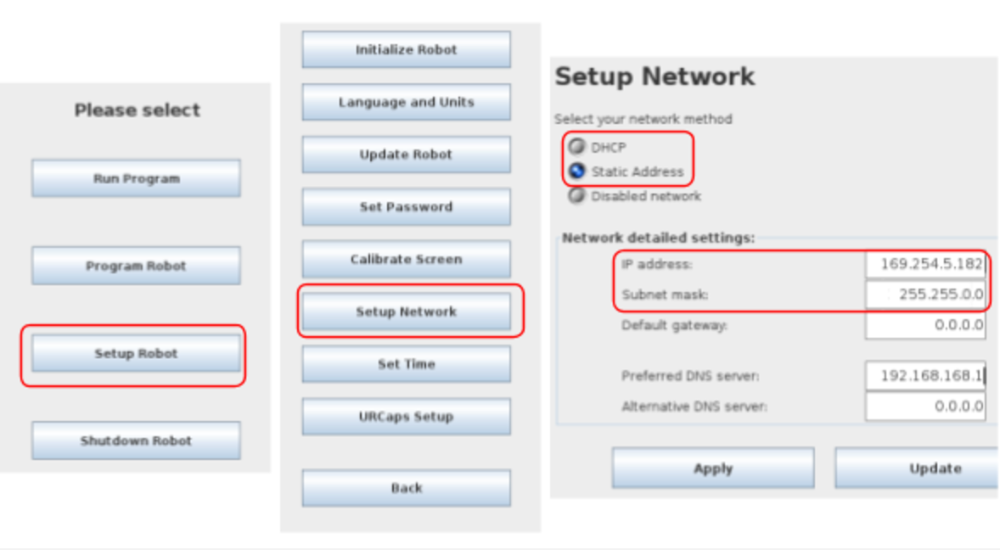 Please select
Run Program
Program Robot
Setup Robot
Shutdown Robot
Initialize Robot
Language and Units
Update Robot
Set Password
Calibrate Screen
Setup Network
Set Time
URCaps Setup
Back
Setup Network
Select your network method
DHCP
Static Address
Disabled network
Network detailed settings:
IP address: 169.254.5.182
Subnet mask: 255.255.0.0
Default gateway: 0.0.0.0
Preferred DNS server: 192.168.168.1
Alternative DNS server: 0.0.0.0
Apply Update